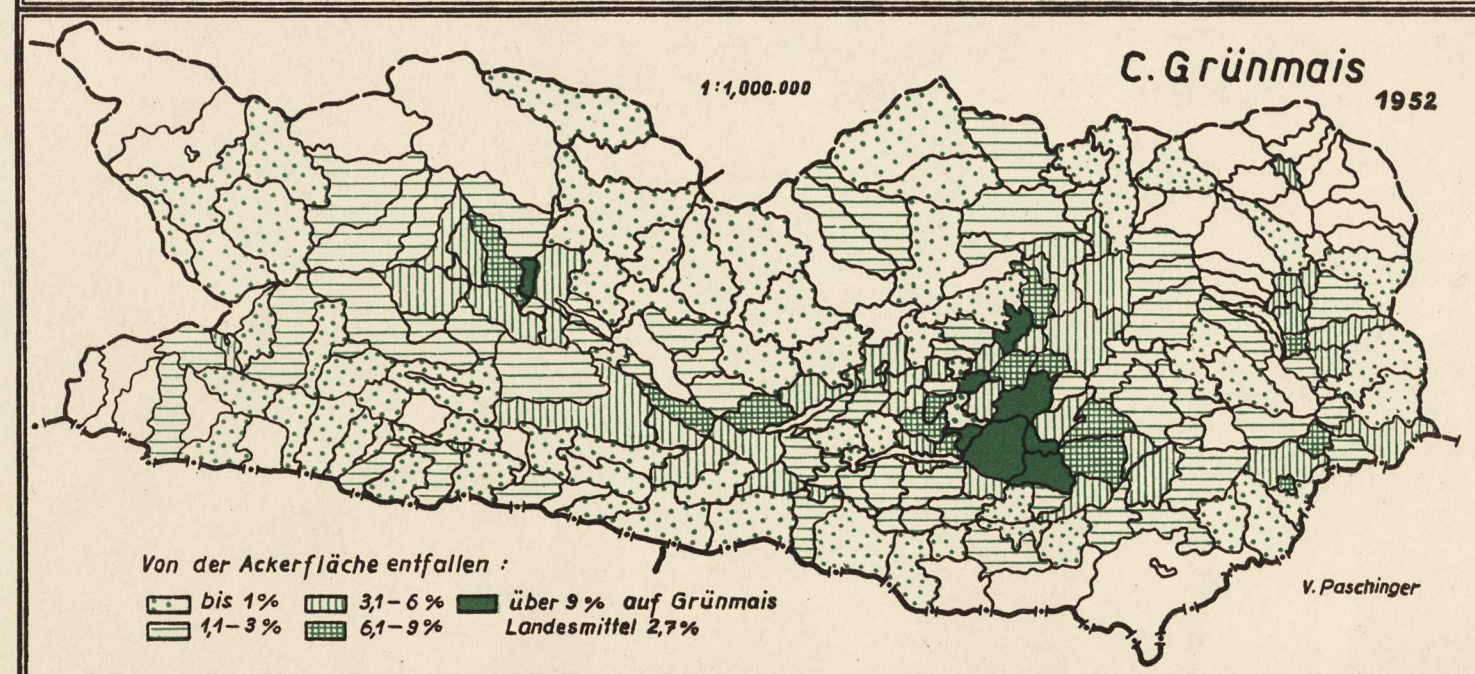 C. Grünmais
1952
1:1,000.000
Von der Ackerfläche entfallen :
bis 1% 3,1-6% über 9% auf Grünmais
1,1-3% 6,1-9% Landesmittel 2,7%
V. Paschinger